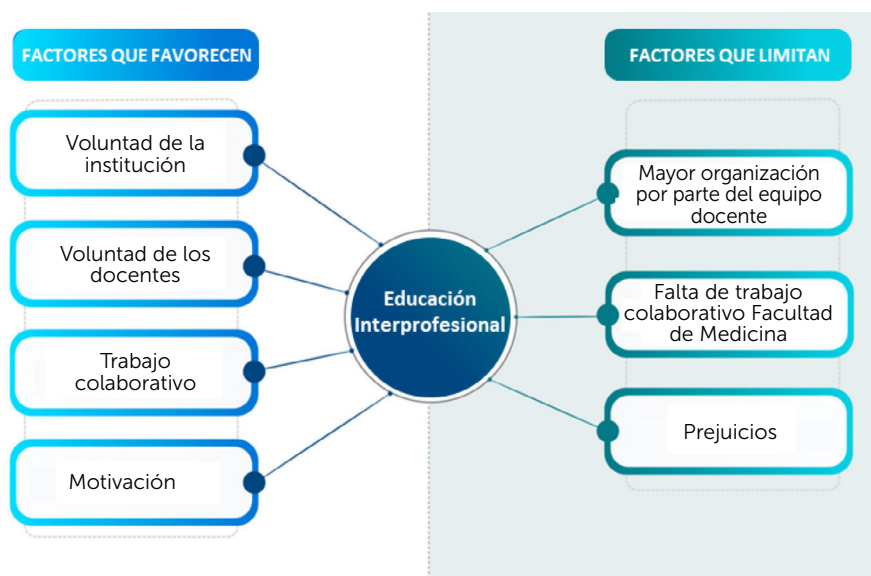 FACTORES QUE FAVORECEN
Voluntad de la
institución
Voluntad de los
docentes
Trabajo
colaborativo
Motivación
Educación
Interprofesional
FACTORES QUE LIMITAN
Mayor organización
por parte del equipo
docente
Falta de trabajo
colaborativo Facultad
de Medicina
Prejuicios